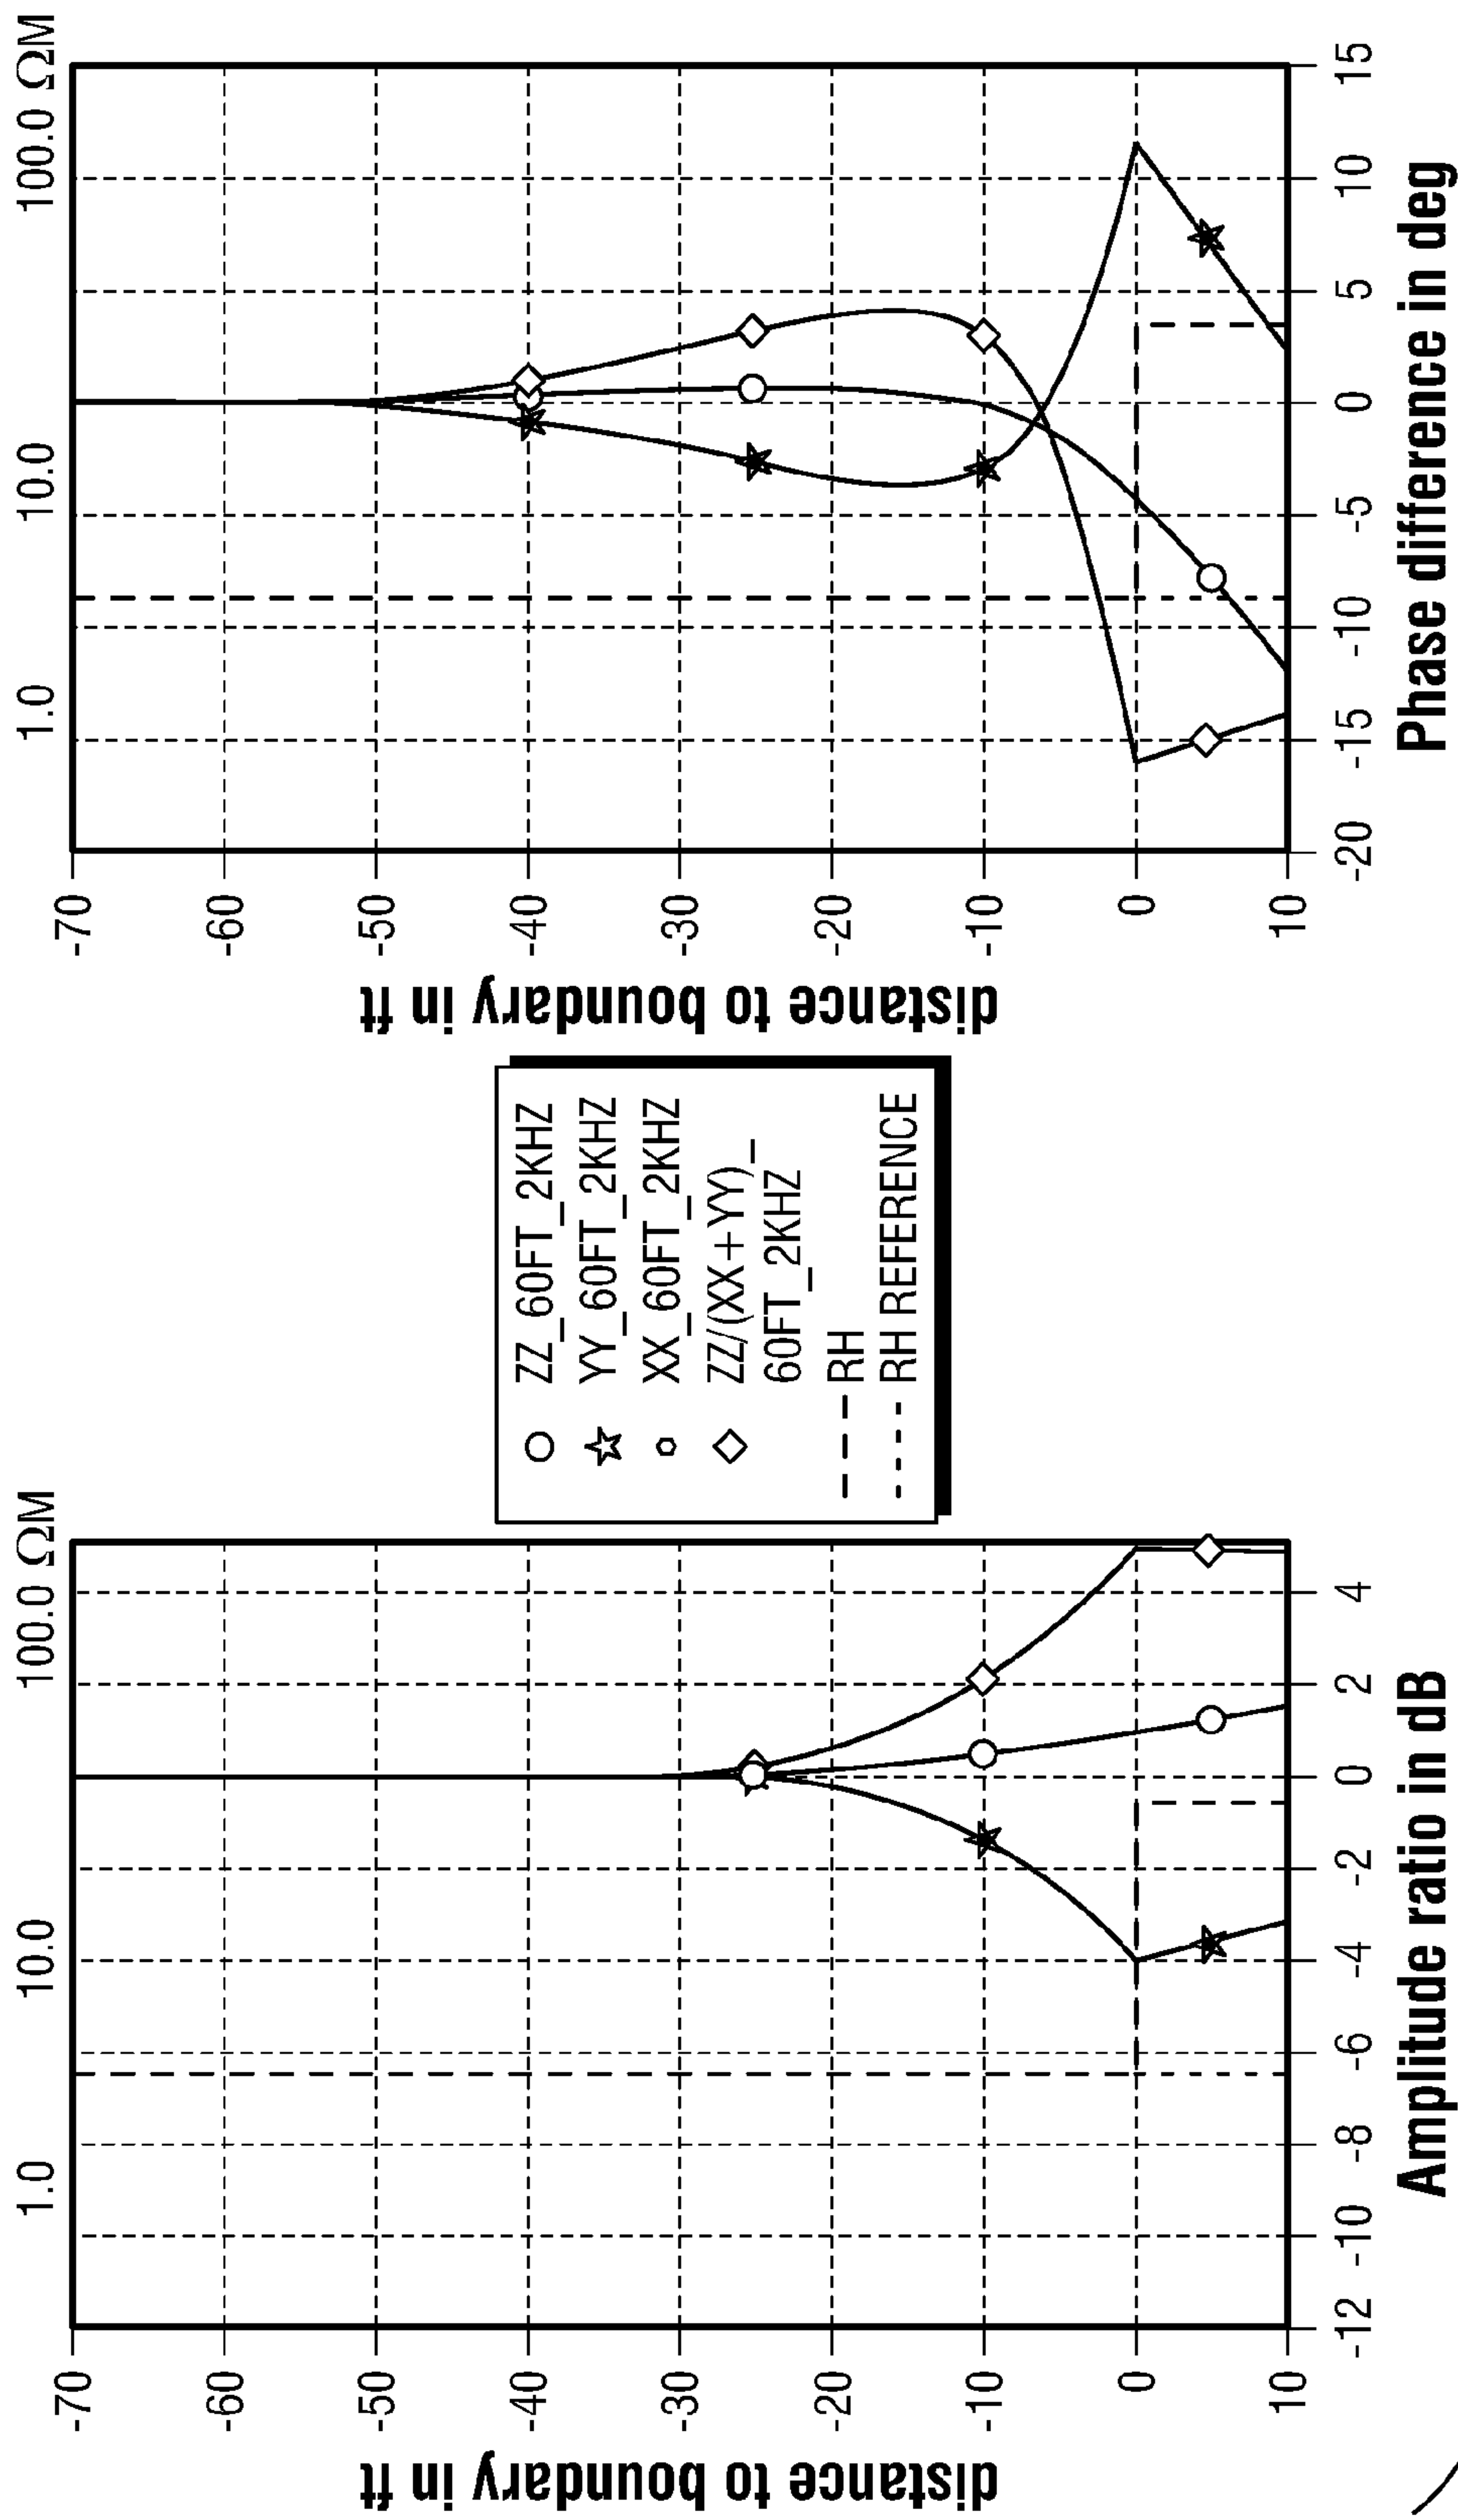 1.0 10.0 100.0 ΩM
-70
-60
-50
-40
-30
-20
-10
0
10
distance to boundary in ft
-12 -10 -8 -6 -4 -2 0 2 4
Amplitude ratio in dB
ZZ_60FT_2KHZ
YY_60FT_2KHZ
XX_60FT_2KHZ
ZZ/(XX+YY)_
60FT_2KHZ
RH
RH REFERENCE
1.0 10.0 100.0 ΩM
-70
-60
-50
-40
-30
-20
-10
0
10
distance to boundary in ft
-20 -15 -10 -5 0 5 10 15
Phase difference in deg